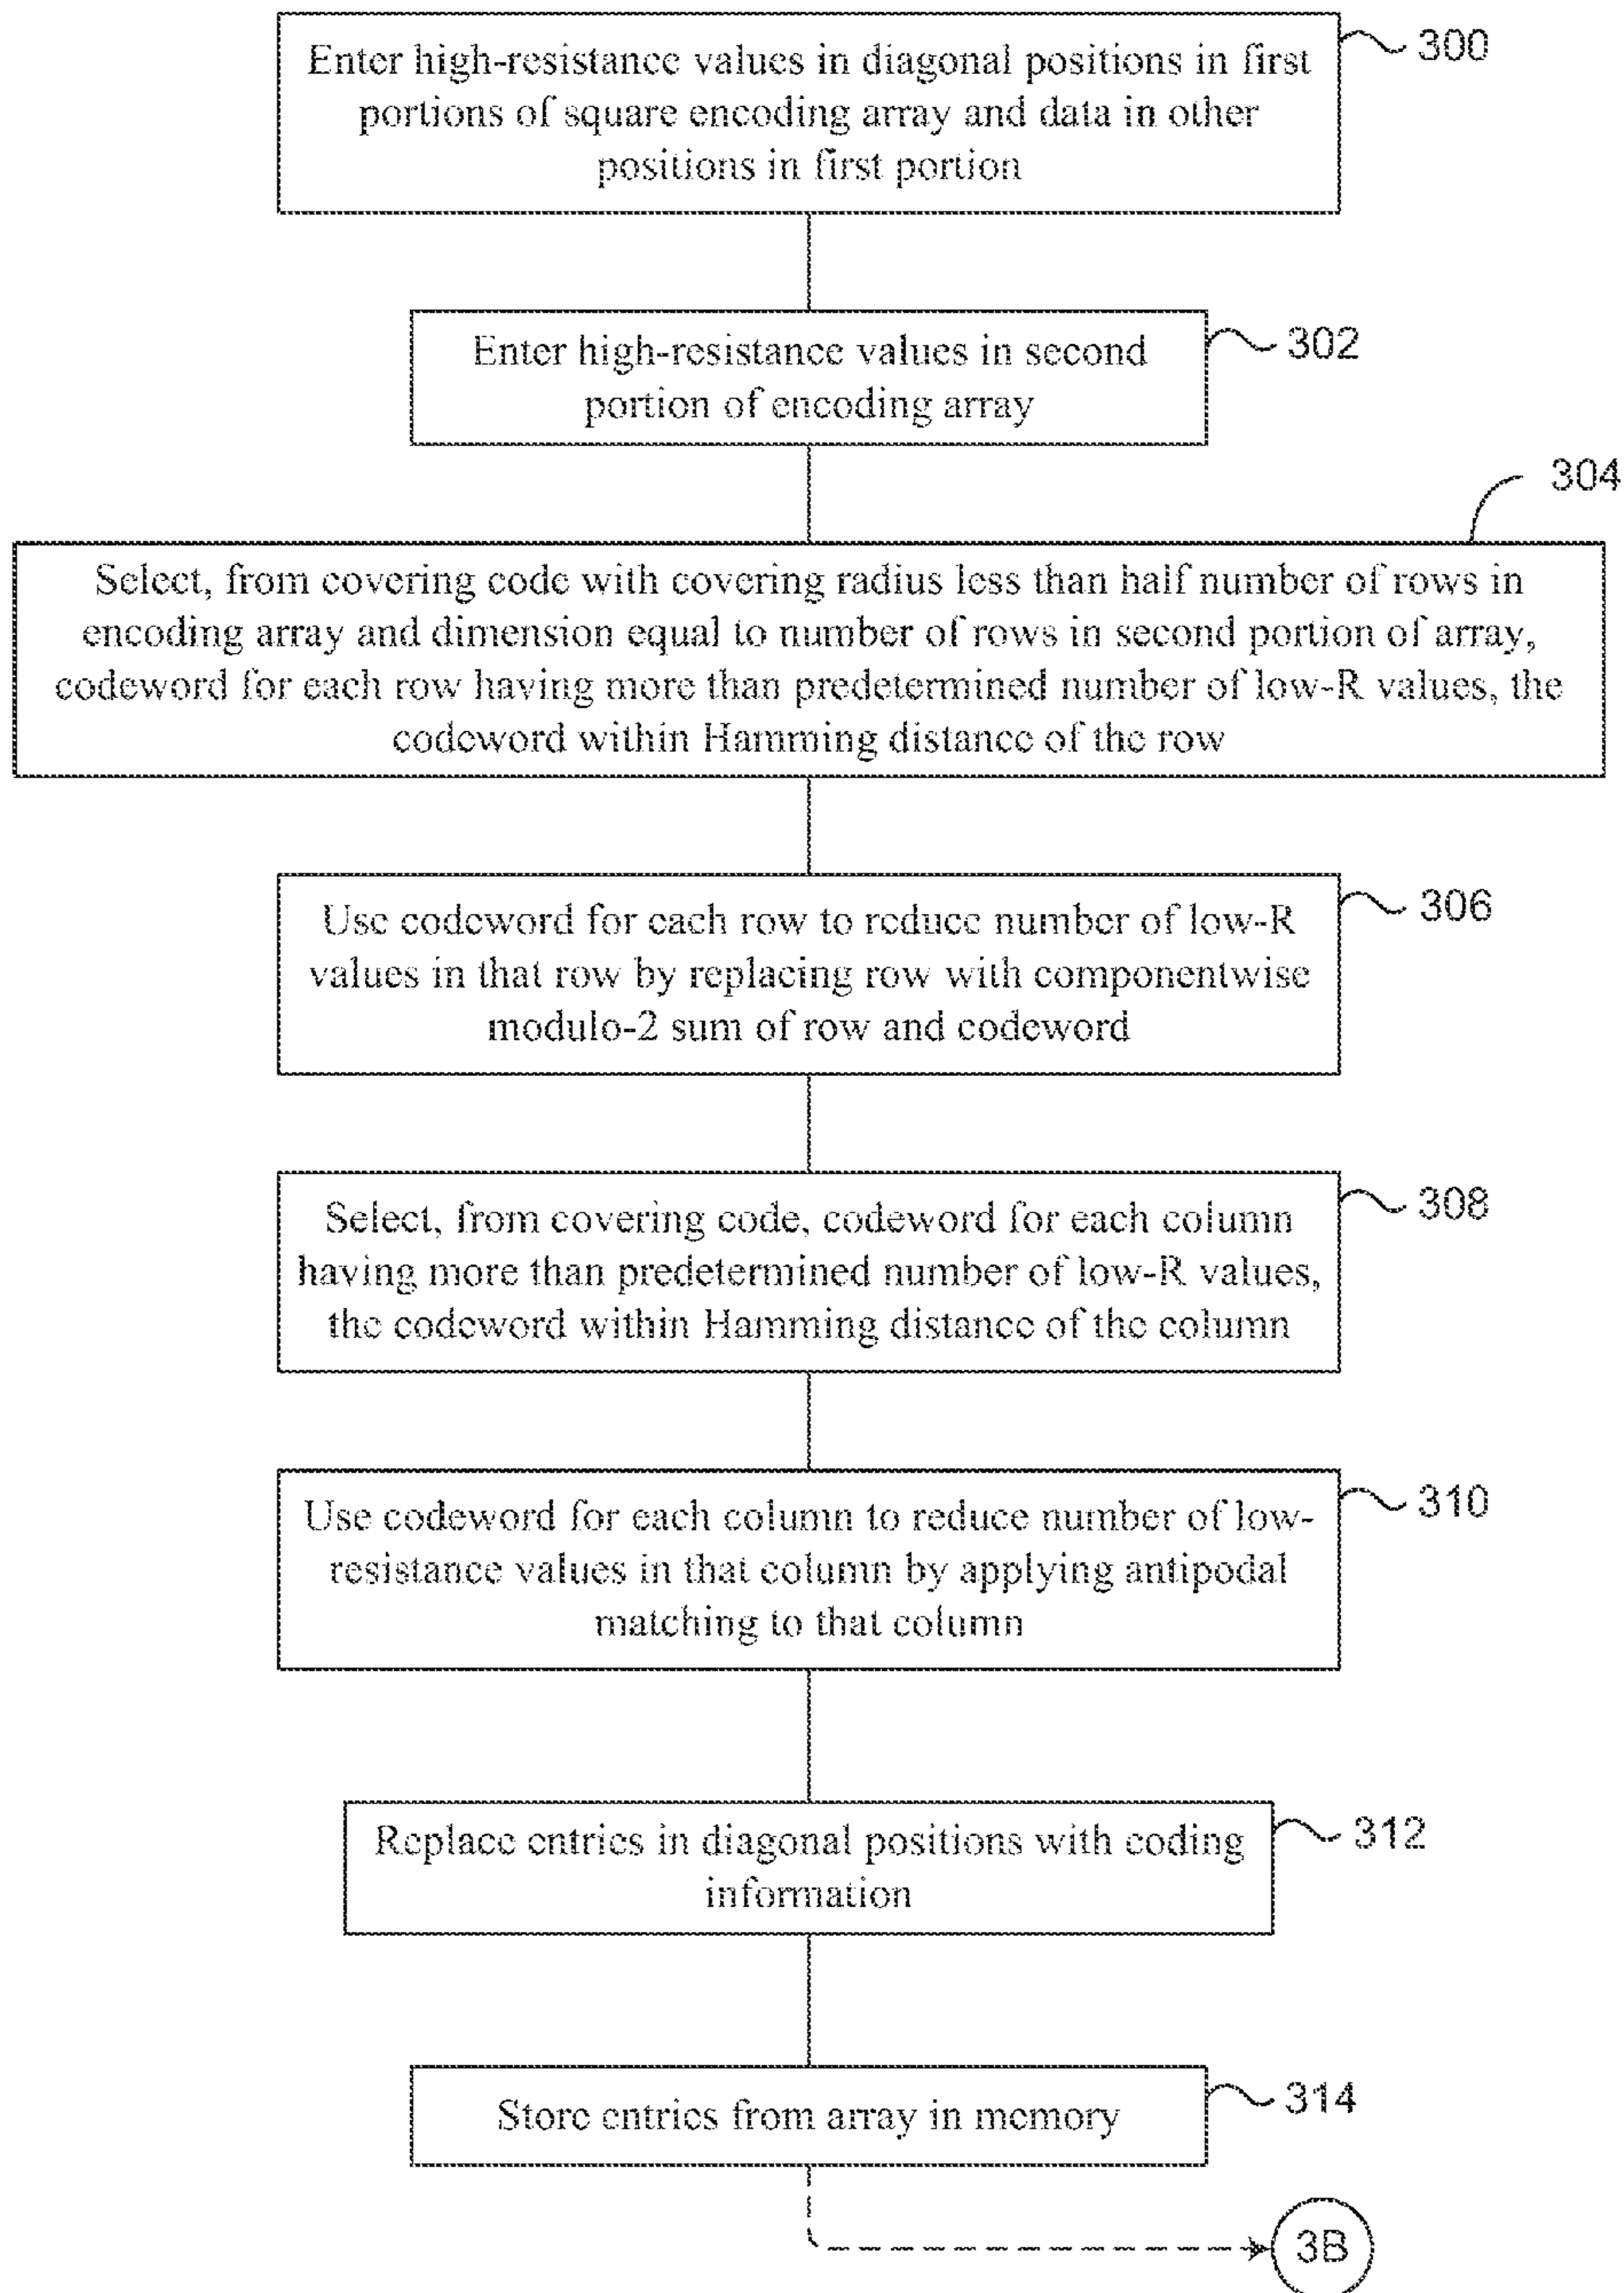 Enter high-resistance values in diagonal positions in first
portions of square encoding array and data in other
positions in first portion
300
Enter high-resistance values in second
portion of encoding array
302
304
Select, from covering code with covering radius less than half number of rows in
encoding array and dimension equal to number of rows in second portion of array,
codeword for each row having more than predetermined number of low-R values, the
codeword within Hamming distance of the row
Use codeword for each row to reduce number of low-R
values in that row by replacing row with componentwise
modulo-2 sum of row and codeword
306
Select, from covering code, codeword for each column
having more than predetermined number of low-R values,
the codeword within Hamming distance of the column
308
Use codeword for each column to reduce number of low-
resistance values in that column by applying antipodal
matching to that column
310
Replace entries in diagonal positions with coding
information
312
Store entries from array in memory
314
3B